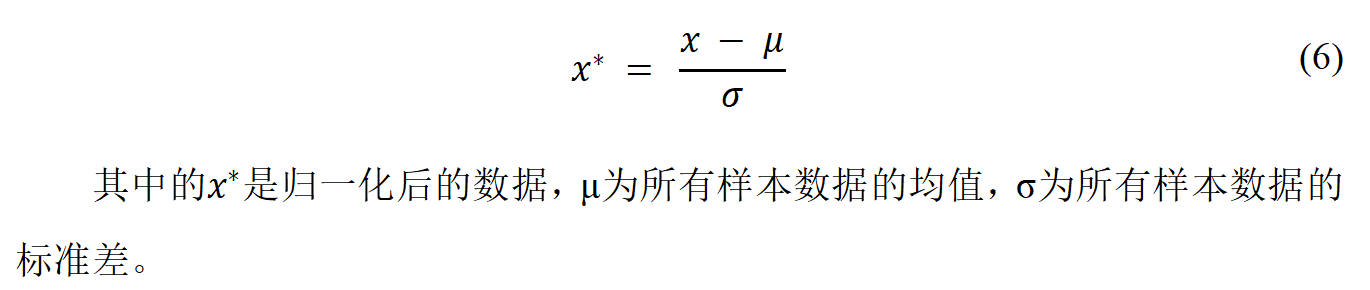 x* = (x − μ) / σ (6)
其中的x*是归一化后的数据，μ为所有样本数据的均值，σ为所有样本数据的
标准差。